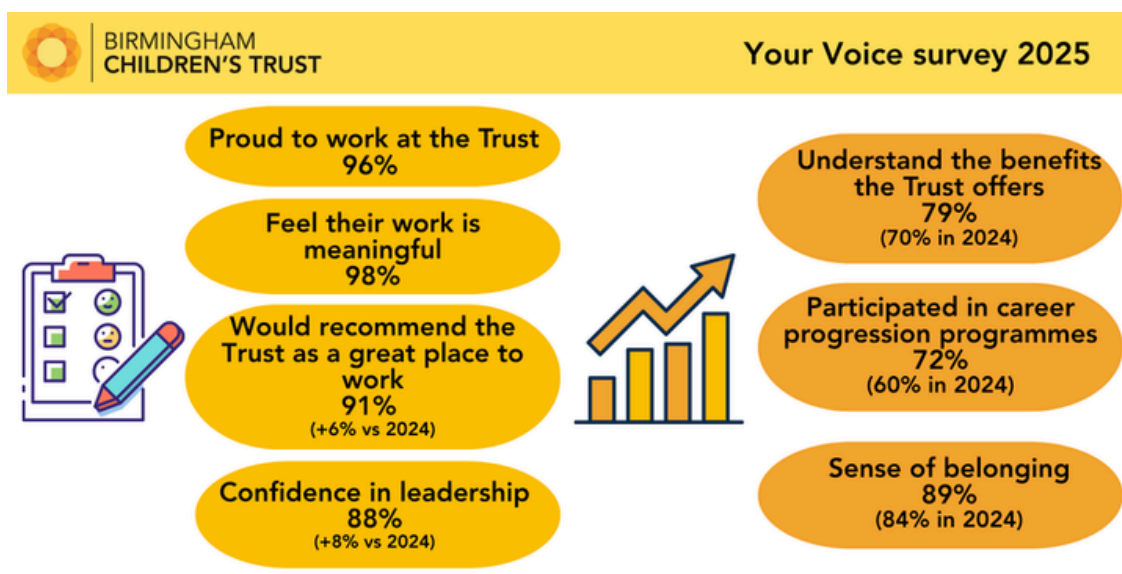 BIRMINGHAM
CHILDREN'S TRUST
Your Voice survey 2025
Proud to work at the Trust
96%
Feel their work is
meaningful
98%
Would recommend the
Trust as a great place to
work
91%
(+6% vs 2024)
Confidence in leadership
88%
(+8% vs 2024)
Understand the benefits
the Trust offers
79%
(70% in 2024)
Participated in career
progression programmes
72%
(60% in 2024)
Sense of belonging
89%
(84% in 2024)